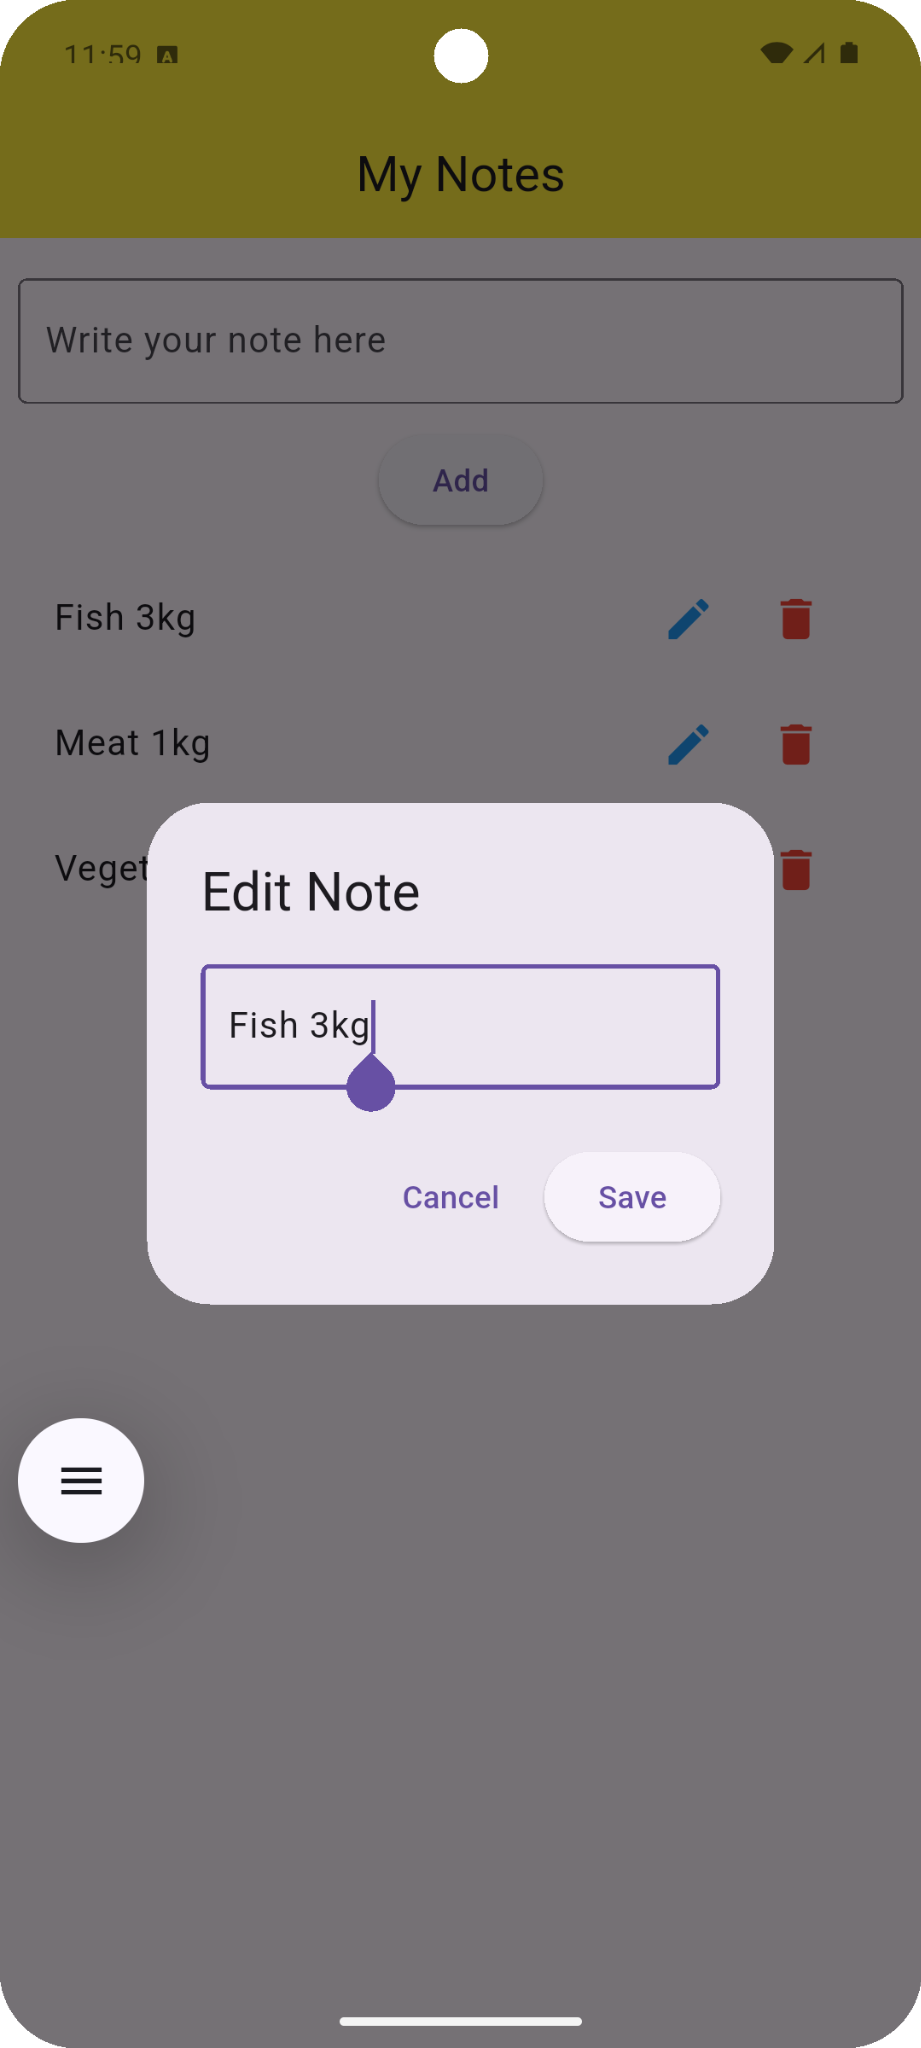 11:59 A
My Notes
Write your note here
Add
Fish 3kg
Meat 1kg
Veget
Edit Note
Fish 3kg
Cancel Save